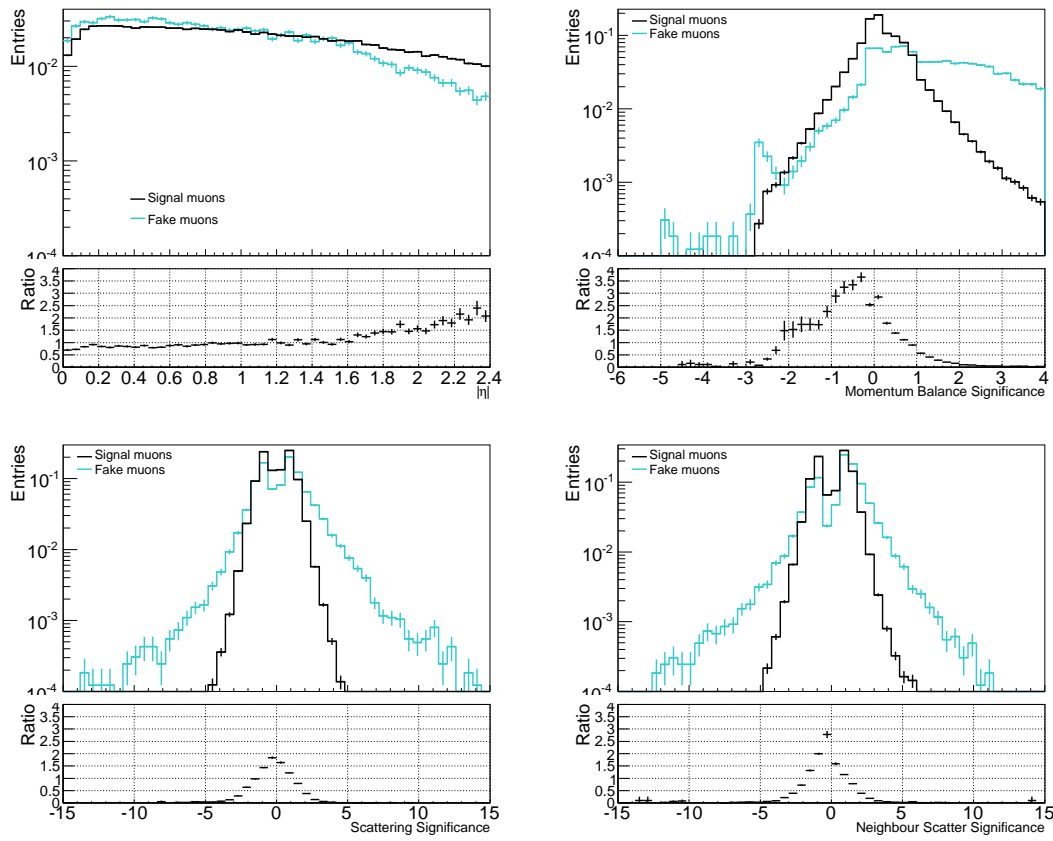 Entries
10⁻²
10⁻³
10⁻⁴
Signal muons
Fake muons
Ratio
4
3.5
3
2.5
2
1.5
1
0.5
0
0 0.2 0.4 0.6 0.8 1 1.2 1.4 1.6 1.8 2 2.2 2.4
|η|
Entries
10⁻¹
10⁻²
10⁻³
10⁻⁴
Signal muons
Fake muons
Ratio
4
3.5
3
2.5
2
1.5
1
0.5
0
-6 -5 -4 -3 -2 -1 0 1 2 3 4
Momentum Balance Significance
Entries
10⁻¹
10⁻²
10⁻³
10⁻⁴
Signal muons
Fake muons
Ratio
4
3.5
3
2.5
2
1.5
1
0.5
0
-15 -10 -5 0 5 10 15
Scattering Significance
Entries
10⁻¹
10⁻²
10⁻³
10⁻⁴
Signal muons
Fake muons
Ratio
4
3.5
3
2.5
2
1.5
1
0.5
0
-15 -10 -5 0 5 10 15
Neighbour Scatter Significance